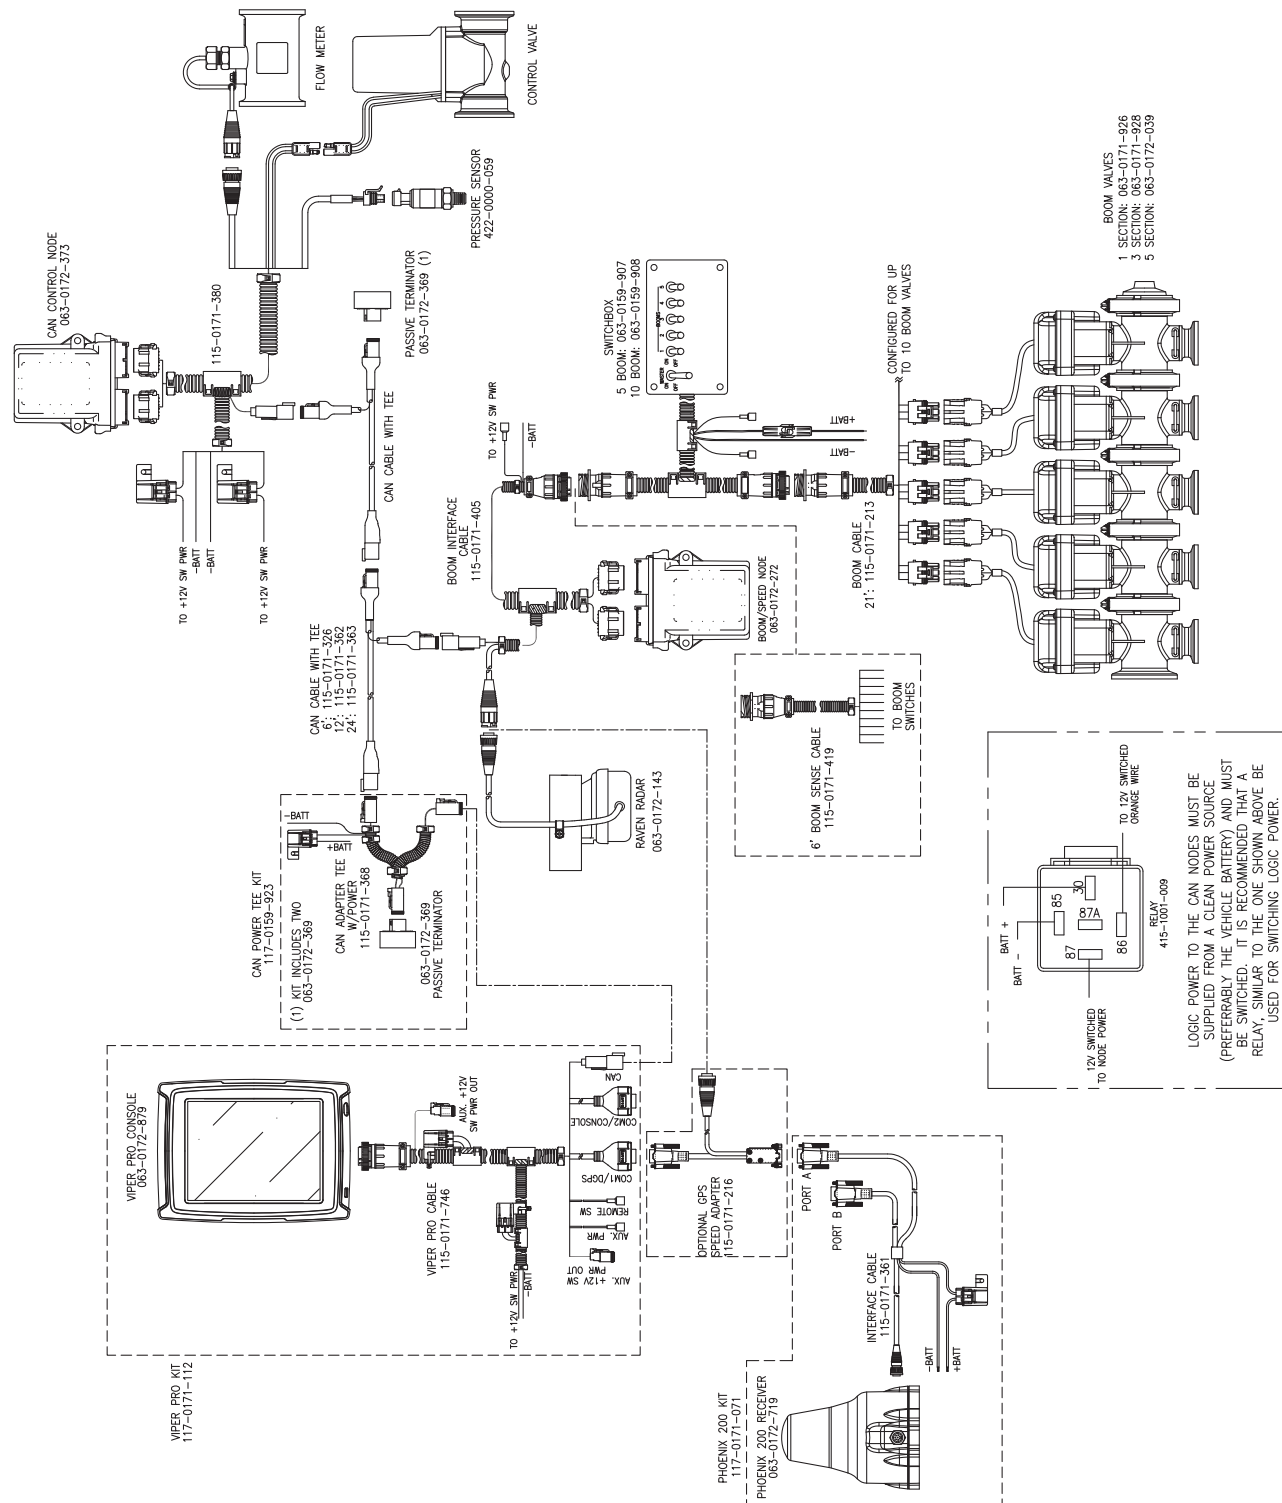 FLOW METER
CONTROL VALVE
PRESSURE SENSOR
422-0000-059
CAN CONTROL NODE
063-0172-373
115-0171-380
PASSIVE TERMINATOR
063-0172-369 (1)
TO +12V SW PWR
-BATT
-BATT
TO +12V SW PWR
CAN CABLE WITH TEE
SWITCHBOX
5 BOOM: 063-0159-907
10 BOOM: 063-0159-908
MASTER
ON
OFF
ON
OFF
BOOMS
1
2
3
4
5
TO +12V SW PWR
-BATT
+BATT
-BATT
CONFIGURED FOR UP
TO 10 BOOM VALVES
BOOM VALVES
1 SECTION: 063-0171-926
3 SECTION: 063-0171-928
5 SECTION: 063-0172-039
BOOM INTERFACE
CABLE
115-0171-405
BOOM CABLE
21': 115-0171-213
BOOM/SPEED NODE
063-0172-272
CAN CABLE WITH TEE
6': 115-0171-326
12': 115-0171-362
24': 115-0171-363
6' BOOM SENSE CABLE
115-0171-419
TO BOOM
SWITCHES
RAVEN RADAR
063-0172-143
CAN POWER TEE KIT
117-0159-923
(1) KIT INCLUDES TWO
063-0172-369
-BATT
+BATT
CAN ADAPTER TEE
W/POWER
115-0171-368
063-0172-369
PASSIVE TERMINATOR
VIPER PRO KIT
117-0171-112
VIPER PRO CONSOLE
063-0172-879
VIPER PRO CABLE
115-0171-746
AUX. +12V
SW PWR OUT
TO +12V SW PWR
-BATT
CAN
COM2/CONSOLE
COM1/DGPS
REMOTE SW
AUX. PWR
AUX. +12V SW
PWR OUT
OPTIONAL GPS
SPEED ADAPTER
115-0171-216
PORT A
PORT B
INTERFACE CABLE
115-0171-361
-BATT
+BATT
PHOENIX 200 KIT
117-0171-071
PHOENIX 200 RECEIVER
063-0172-719
BATT +
BATT -
85
30
87
87A
86
RELAY
415-1001-009
TO 12V SWITCHED
ORANGE WIRE
12V SWITCHED
TO NODE POWER
LOGIC POWER TO THE CAN NODES MUST BE
SUPPLIED FROM A CLEAN POWER SOURCE
(PREFERRABLY THE VEHICLE BATTERY) AND MUST
BE SWITCHED. IT IS RECOMMENDED THAT A
RELAY, SIMILAR TO THE ONE SHOWN ABOVE BE
USED FOR SWITCHING LOGIC POWER.